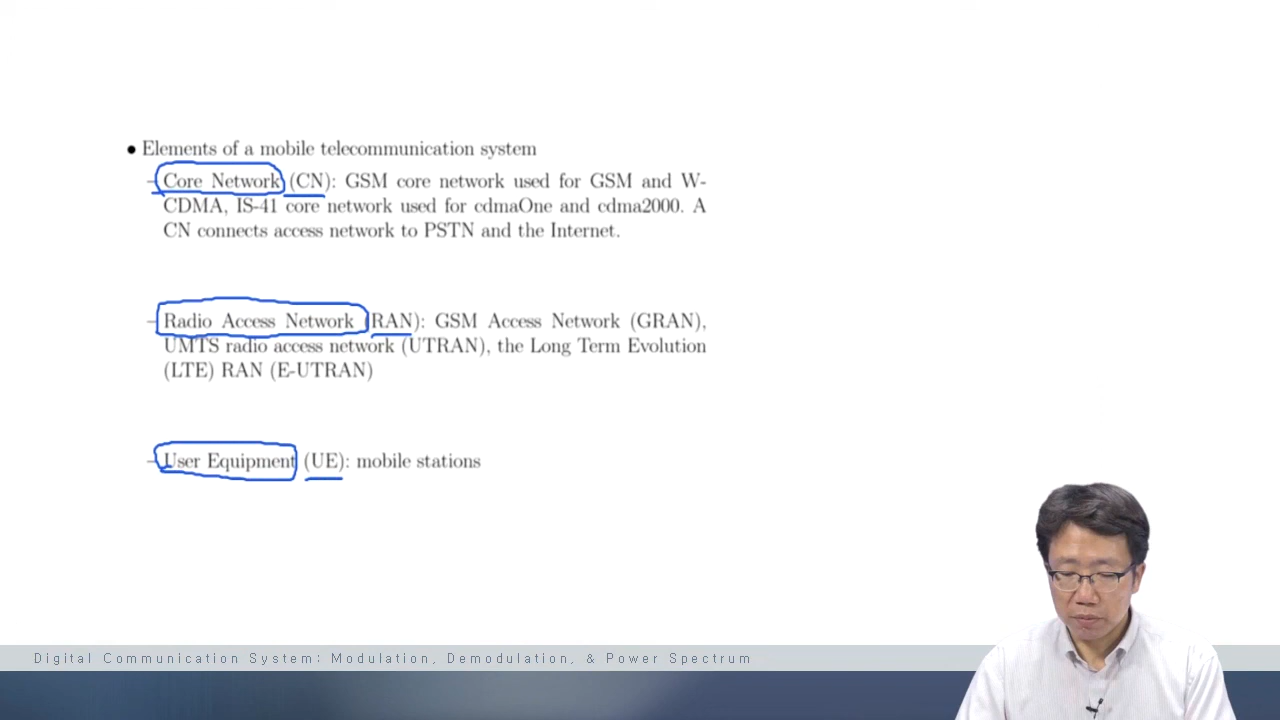 • Elements of a mobile telecommunication system
– Core Network (CN): GSM core network used for GSM and W-
CDMA, IS-41 core network used for cdmaOne and cdma2000. A
CN connects access network to PSTN and the Internet.
– Radio Access Network (RAN): GSM Access Network (GRAN),
UMTS radio access network (UTRAN), the Long Term Evolution
(LTE) RAN (E-UTRAN)
– User Equipment (UE): mobile stations
Digital Communication System: Modulation, Demodulation, & Power Spectrum